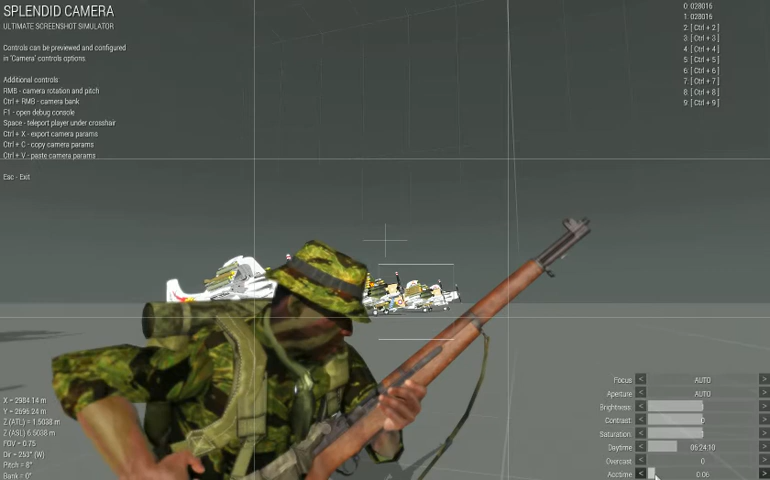 SPLENDID CAMERA
ULTIMATE SCREENSHOT SIMULATOR
Controls can be previewed and configured
in 'Camera' controls options.
Additional controls:
RMB - camera rotation and pitch
Ctrl + RMB - camera bank
F1 - open debug console
Space - teleport player under crosshair
Ctrl + X - export camera params
Ctrl + C - copy camera params
Ctrl + V - paste camera params
Esc - Exit
0: 028016
1: 028016
2: [ Ctrl + 2 ]
3: [ Ctrl + 3 ]
4: [ Ctrl + 4 ]
5: [ Ctrl + 5 ]
6: [ Ctrl + 6 ]
7: [ Ctrl + 7 ]
8: [ Ctrl + 8 ]
9: [ Ctrl + 9 ]
X = 2984.14 m
Y = 2696.24 m
Z (ATL) = 1.5038 m
Z (ASL) = 6.5038 m
FOV = 0.75
Dir = 253° (W)
Pitch = 8°
Bank = 0°
Focus < AUTO >
Aperture < AUTO >
Brightness: < >
Contrast: < 0 >
Saturation: < >
Daytime < 05:24:10 >
Overcast < 0 >
Acctime < 0.06 >